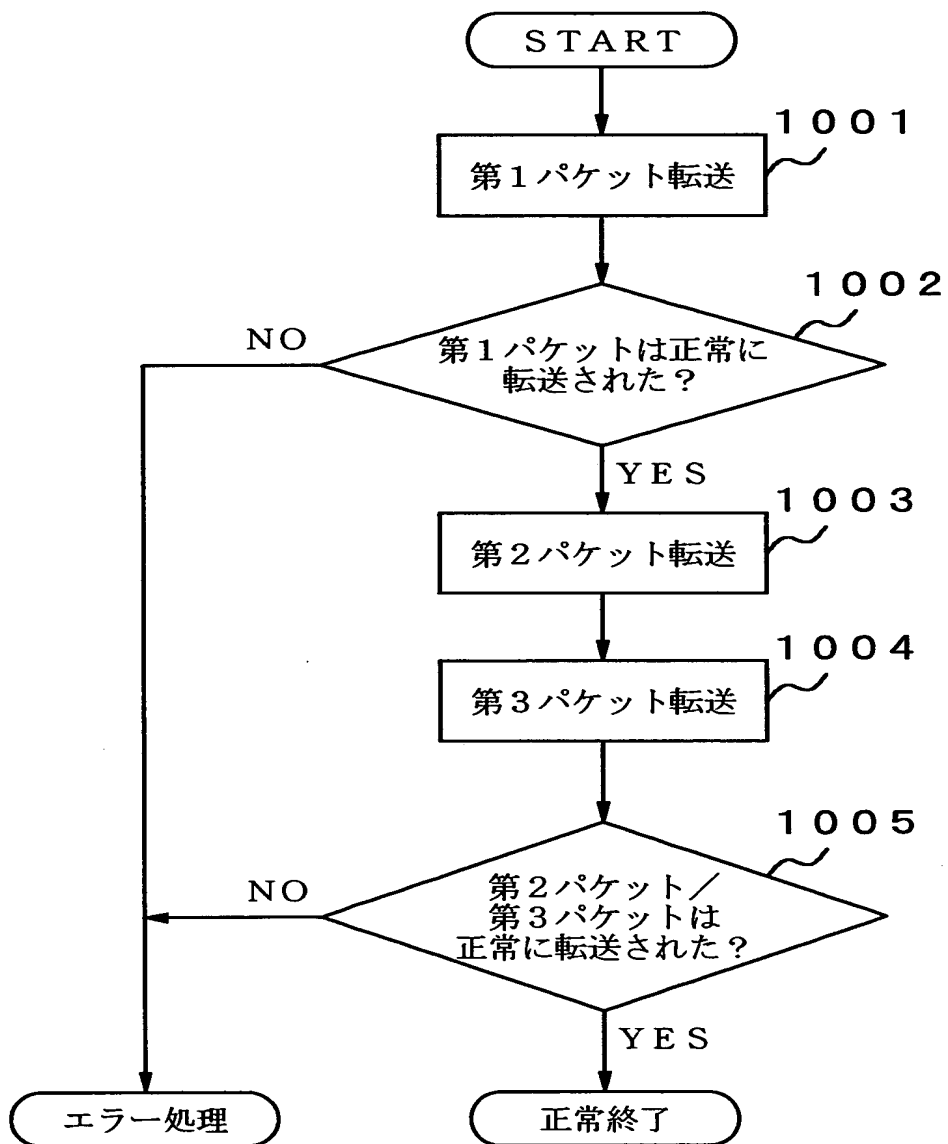 START
1001
第1パケット転送
1002
NO
第1パケットは正常に
転送された?
YES
1003
第2パケット転送
1004
第3パケット転送
1005
NO
第2パケット/
第3パケットは
正常に転送された?
YES
エラー処理
正常終了